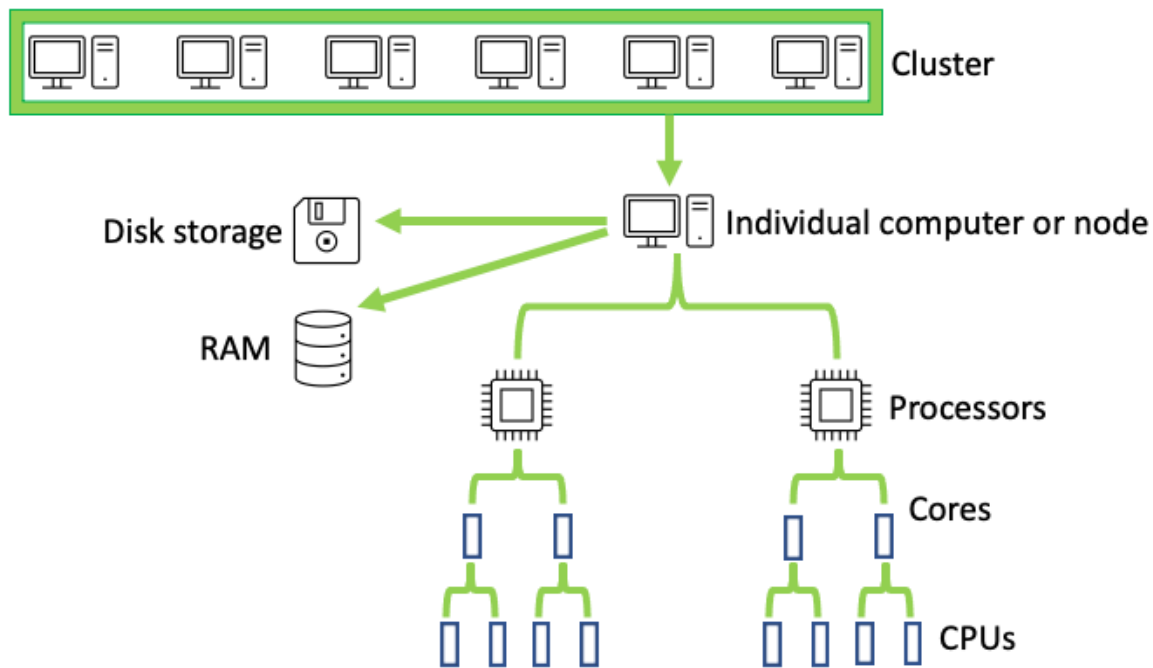 Cluster
Individual computer or node
Disk storage
RAM
Processors
Cores
CPUs